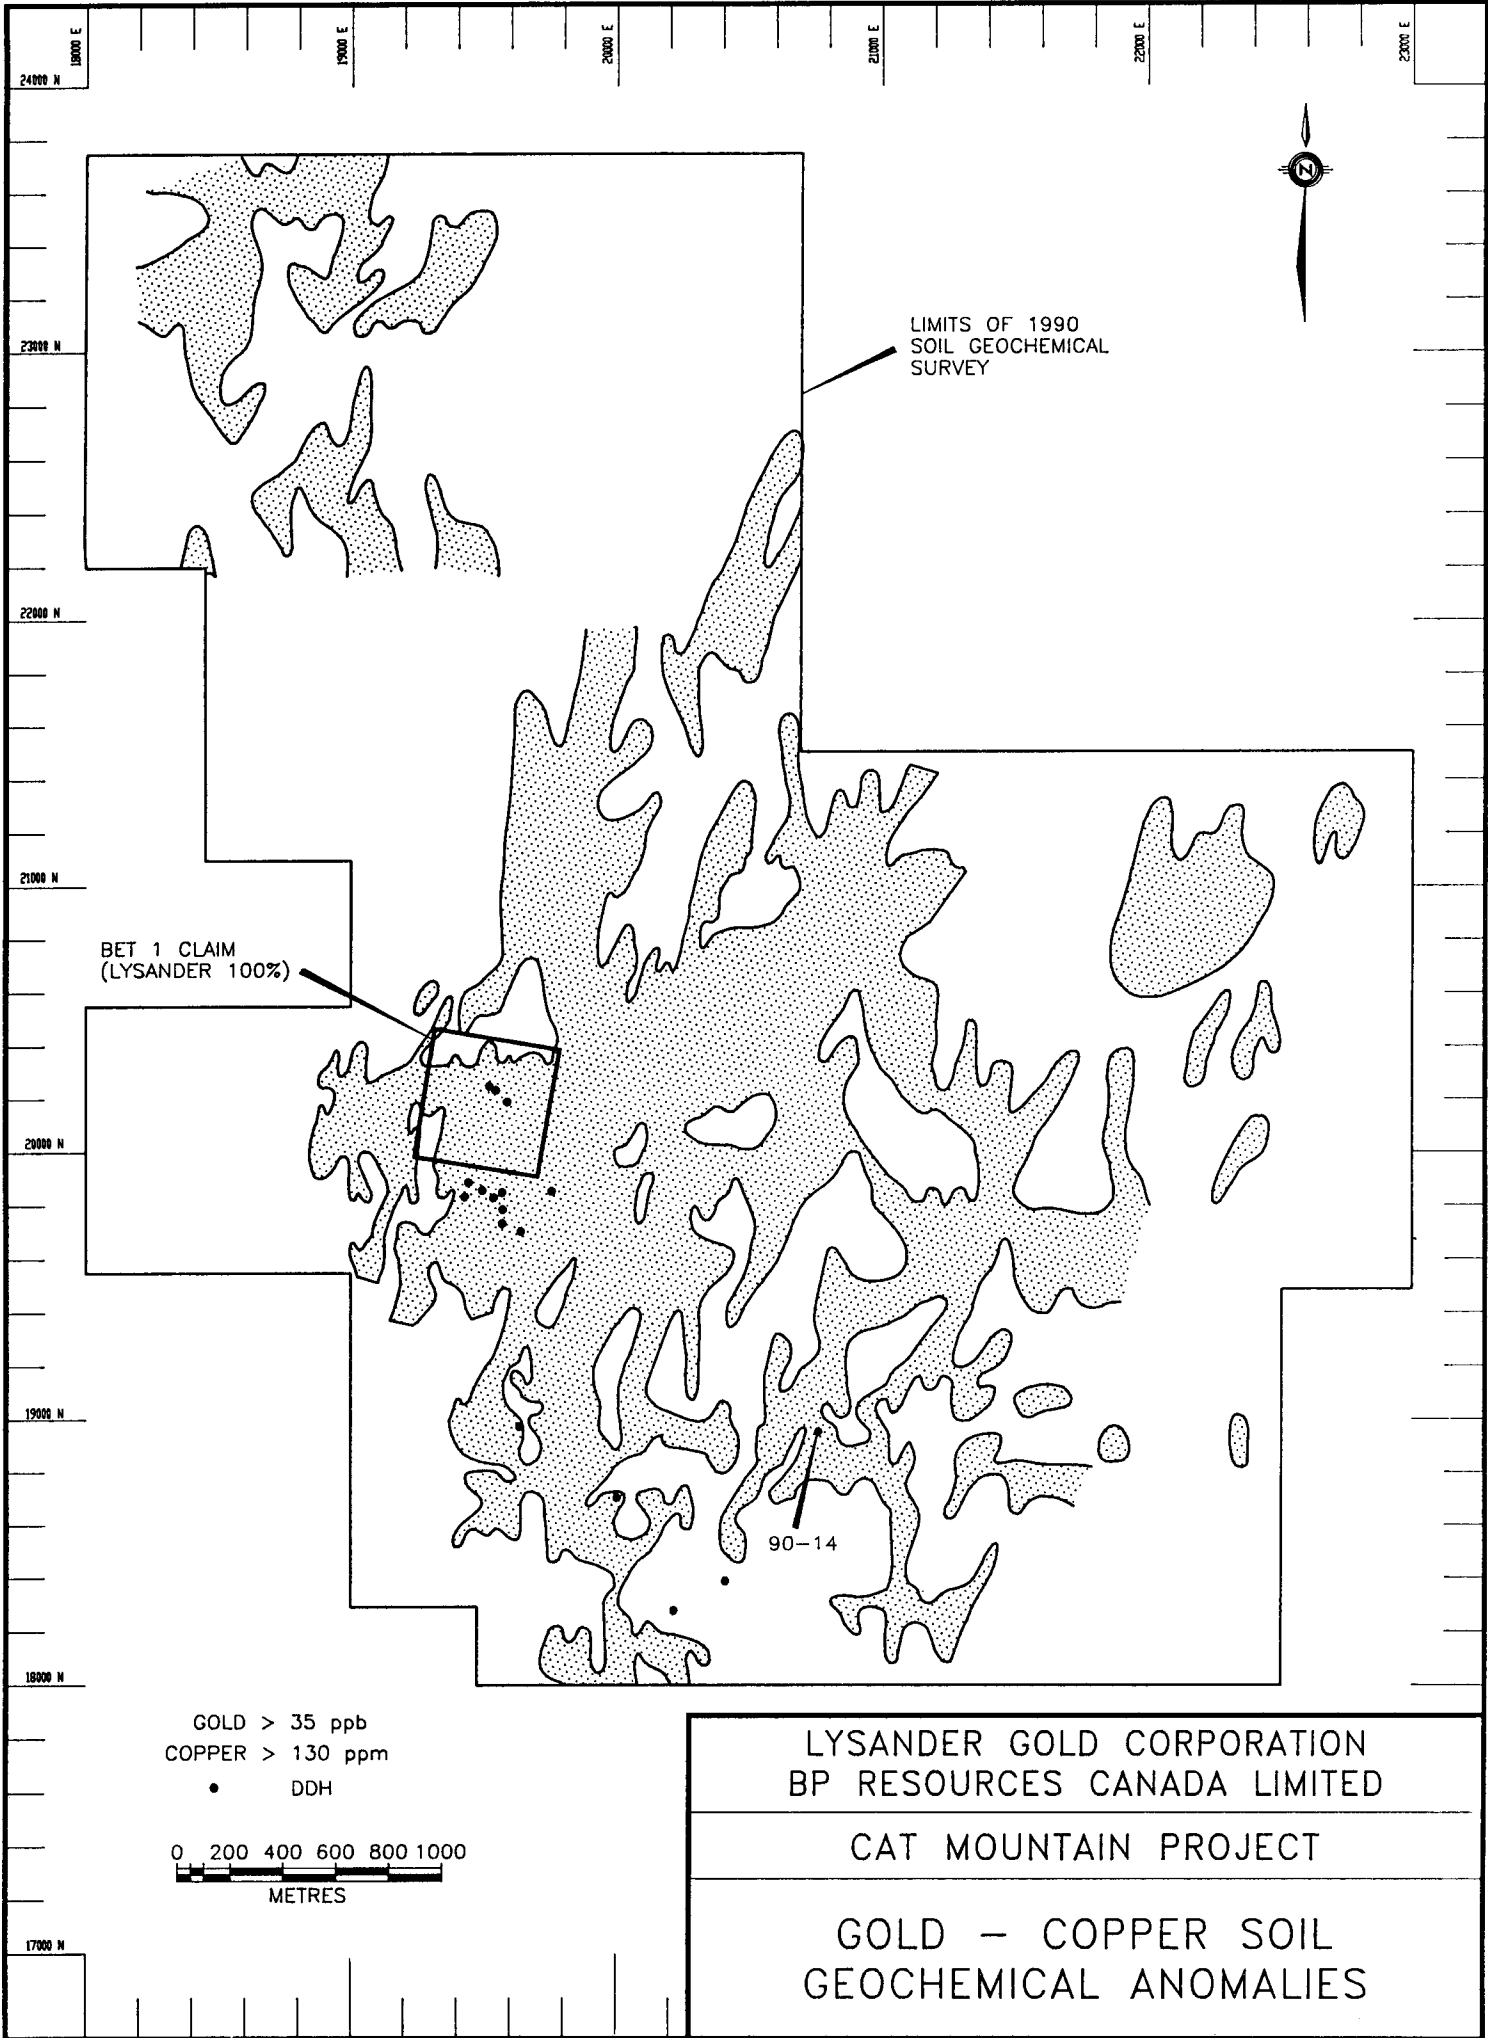 18000 E
19000 E
20000 E
21000 E
22000 E
23000 E
24000 N
N
LIMITS OF 1990
SOIL GEOCHEMICAL
SURVEY
23000 N
22000 N
21000 N
BET 1 CLAIM
(LYSANDER 100%)
20000 N
19000 N
90-14
18000 N
GOLD > 35 ppb
COPPER > 130 ppm
• DDH
0 200 400 600 800 1000
METRES
17000 N
LYSANDER GOLD CORPORATION
BP RESOURCES CANADA LIMITED
CAT MOUNTAIN PROJECT
GOLD – COPPER SOIL
GEOCHEMICAL ANOMALIES